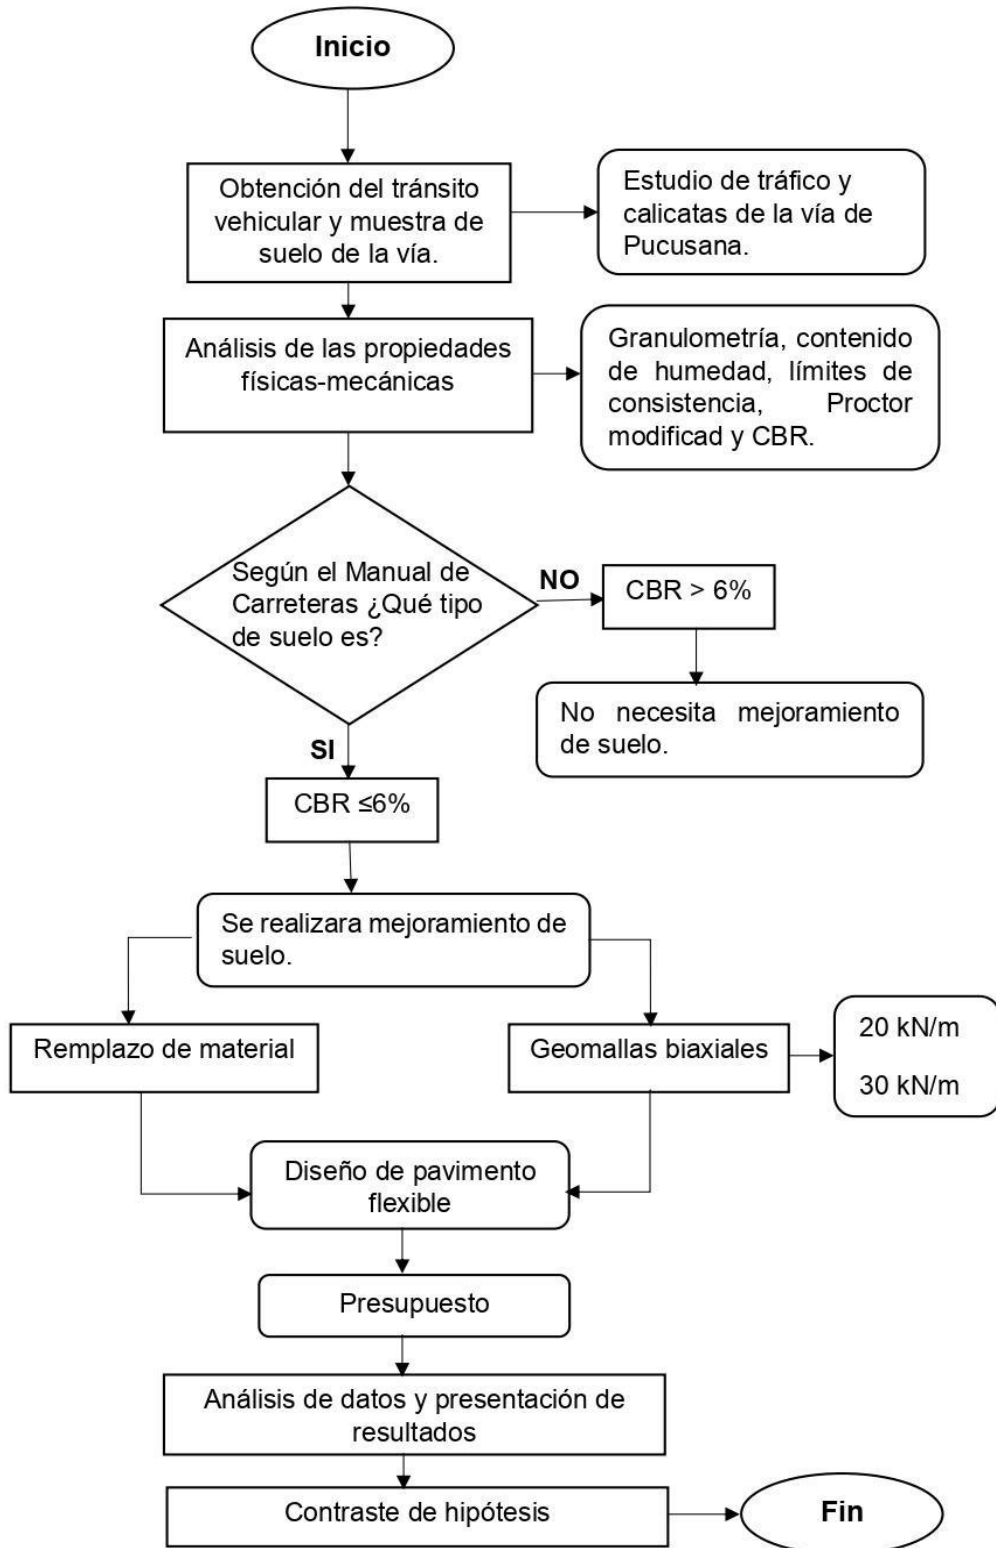 Inicio
Obtención del tránsito
vehicular y muestra de
suelo de la vía.
Estudio de tráfico y
calicatas de la vía de
Pucusana.
Análisis de las propiedades
físicas-mecánicas
Granulometría, contenido
de humedad, límites de
consistencia, Proctor
modificad y CBR.
Según el Manual de
Carreteras ¿Qué tipo
de suelo es?
NO
CBR > 6%
No necesita mejoramiento
de suelo.
SI
CBR ≤6%
Se realizara mejoramiento de
suelo.
Remplazo de material
Geomallas biaxiales
20 kN/m
30 kN/m
Diseño de pavimento
flexible
Presupuesto
Análisis de datos y presentación de
resultados
Contraste de hipótesis
Fin